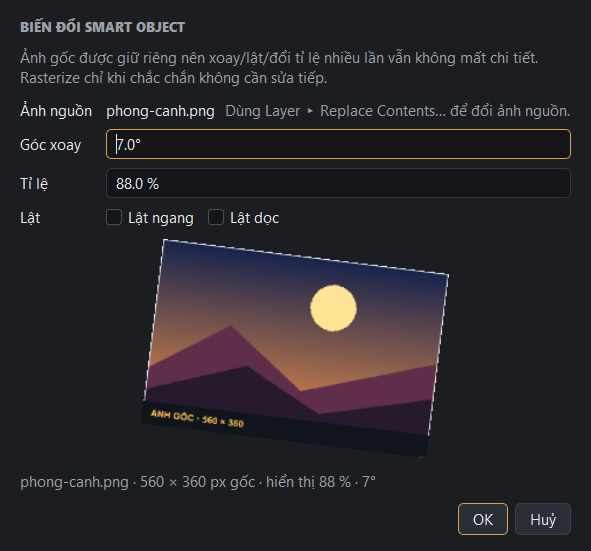 BIẾN ĐỔI SMART OBJECT
Ảnh gốc được giữ riêng nên xoay/lật/đổi tỉ lệ nhiều lần vẫn không mất chi tiết.
Rasterize chỉ khi chắc chắn không cần sửa tiếp.
Ảnh nguồn phong-canh.png Dùng Layer ▸ Replace Contents... để đổi ảnh nguồn.
Góc xoay 7.0°
Tỉ lệ 88.0 %
Lật Lật ngang Lật dọc
ẢNH GỐC · 560 × 360
phong-canh.png · 560 × 360 px gốc · hiển thị 88 % · 7°
OK Huỷ